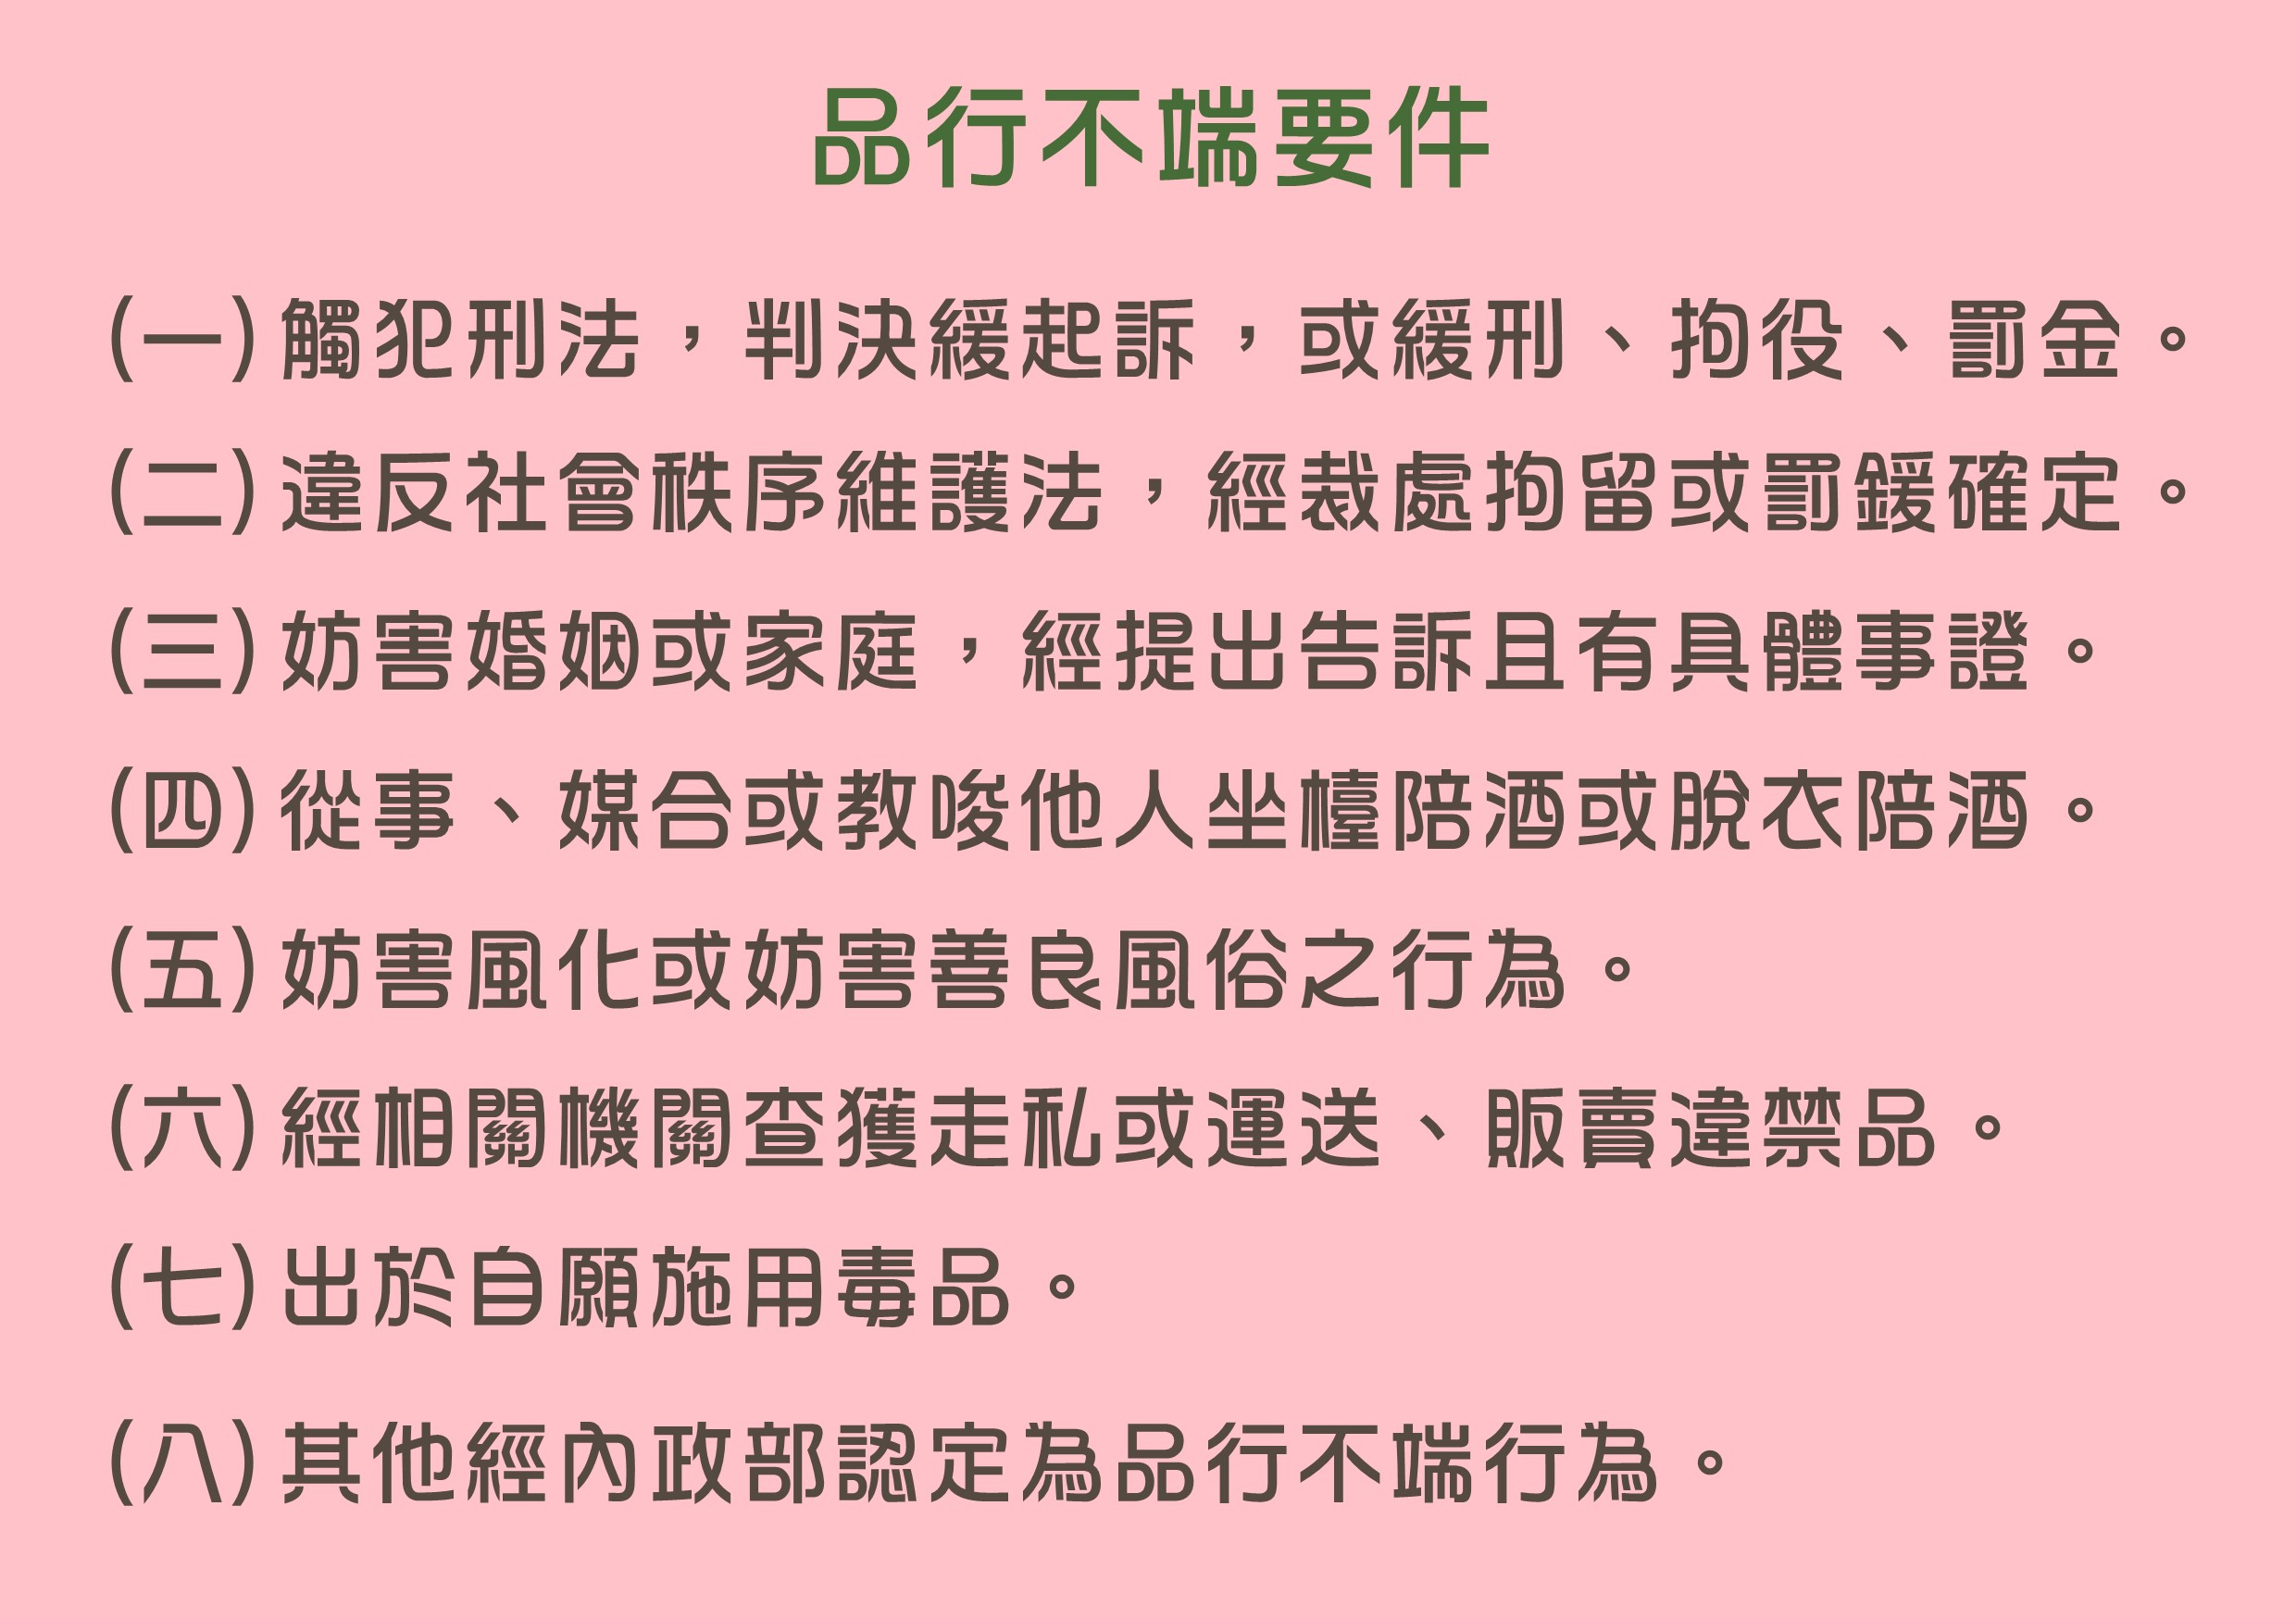 品行不端要件
(一)觸犯刑法，判決緩起訴，或緩刑、拘役、罰金。
(二)違反社會秩序維護法，經裁處拘留或罰鍰確定。
(三)妨害婚姻或家庭，經提出告訴且有具體事證。
(四)從事、媒合或教唆他人坐檯陪酒或脫衣陪酒。
(五)妨害風化或妨害善良風俗之行為。
(六)經相關機關查獲走私或運送、販賣違禁品。
(七)出於自願施用毒品。
(八)其他經內政部認定為品行不端行為。